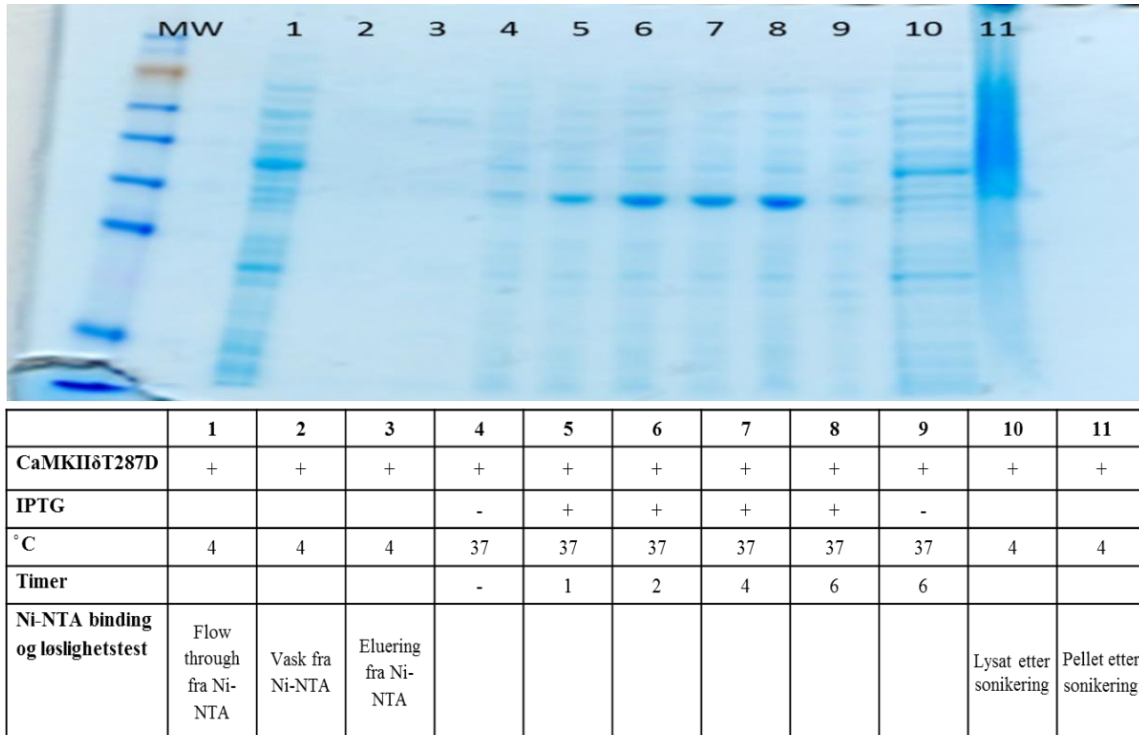 MW 1 2 3 4 5 6 7 8 9 10 11
1 2 3 4 5 6 7 8 9 10 11
CaMKIIδT287D + + + + + + + + + + +
IPTG - + + + + -
°C 4 4 4 37 37 37 37 37 37 4 4
Timer - 1 2 4 6 6
Ni-NTA binding
og løslighetstest
Flow
through
fra Ni-
NTA
Vask fra
Ni-NTA
Eluering
fra Ni-
NTA
Lysat etter
sonikering
Pellet etter
sonikering